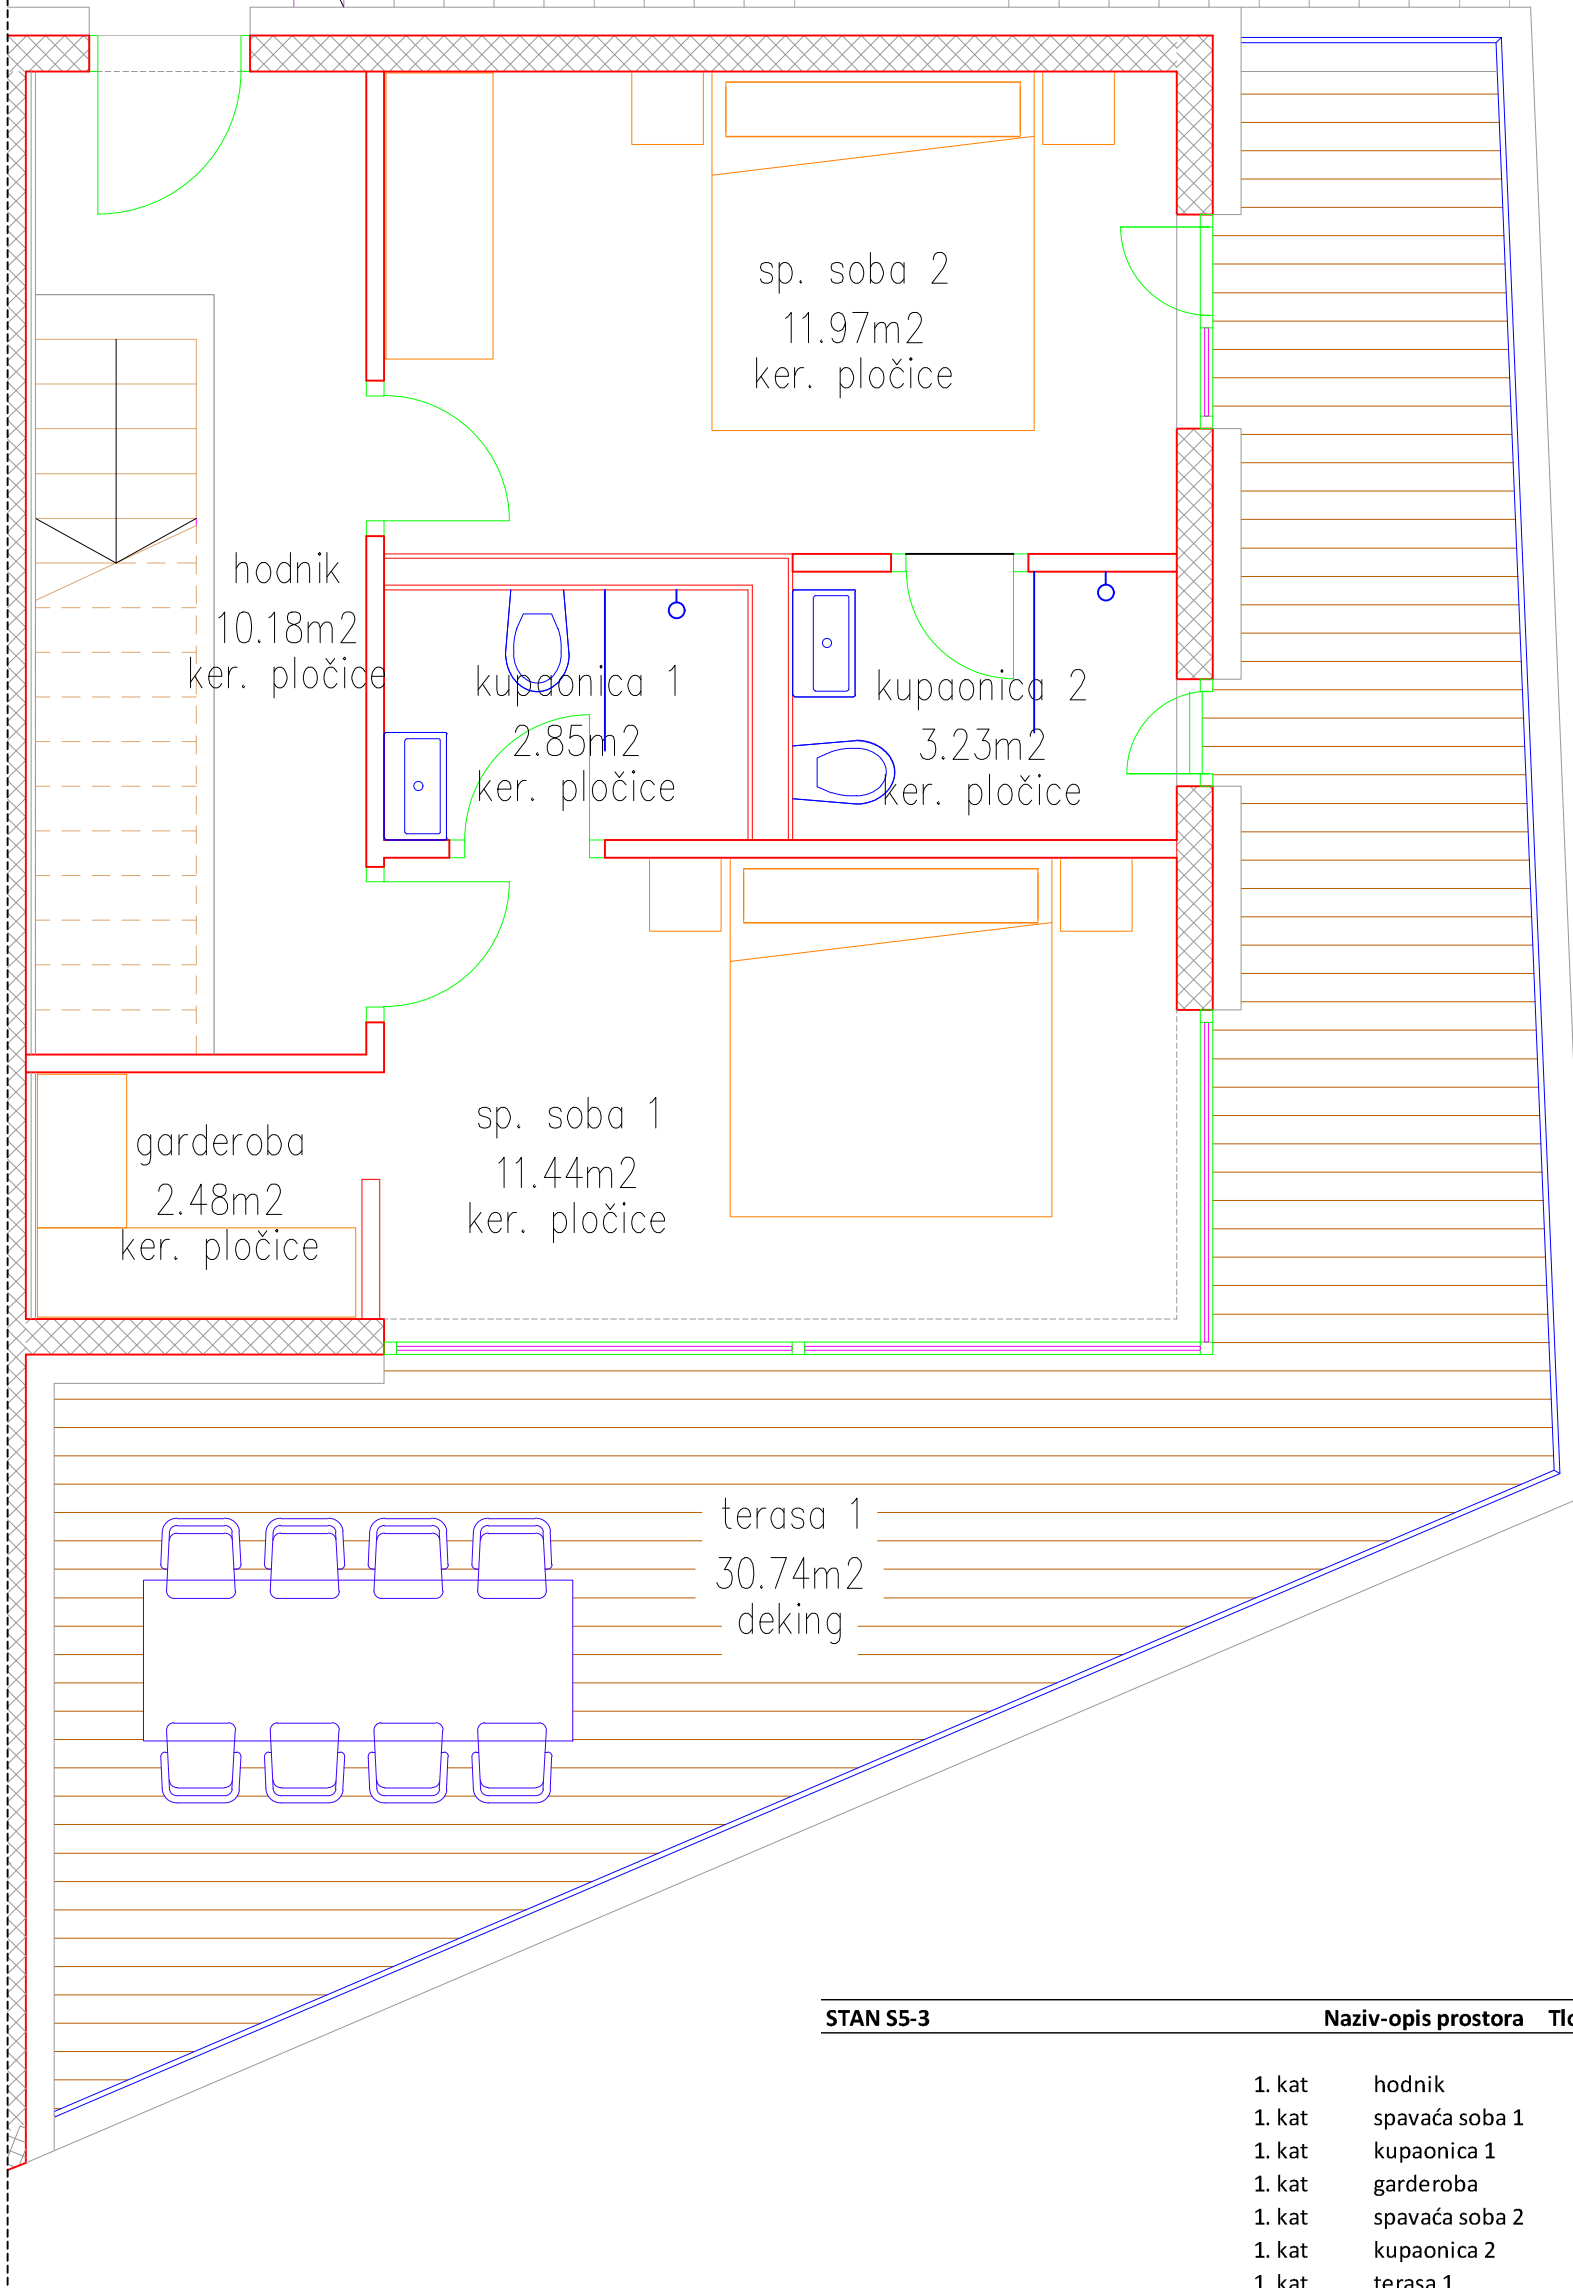 sp. soba 2
11.97m2
ker. pločice
hodnik
10.18m2
ker. pločice
kupaonica 1
2.85m2
ker. pločice
kupaonica 2
3.23m2
ker. pločice
sp. soba 1
11.44m2
ker. pločice
garderoba
2.48m2
ker. pločice
terasa 1
30.74m2
deking
STAN S5-3 Naziv-opis prostora
1. kat hodnik
1. kat spavaća soba 1
1. kat kupaonica 1
1. kat garderoba
1. kat spavaća soba 2
1. kat kupaonica 2
1. kat terasa 1